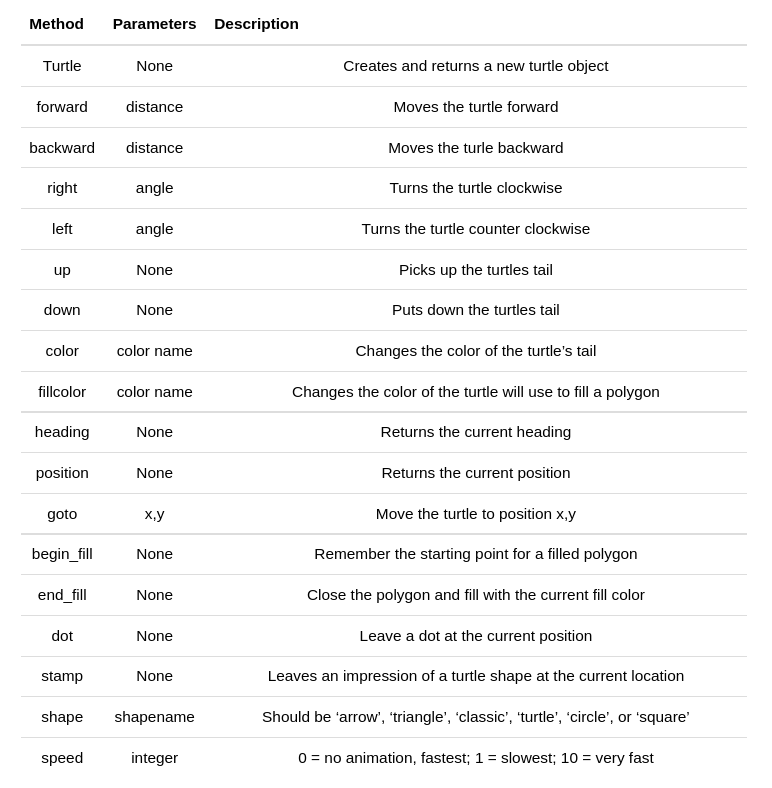 Method Parameters Description
Turtle None Creates and returns a new turtle object
forward distance Moves the turtle forward
backward distance Moves the turle backward
right angle Turns the turtle clockwise
left angle Turns the turtle counter clockwise
up None Picks up the turtles tail
down None Puts down the turtles tail
color color name Changes the color of the turtle’s tail
fillcolor color name Changes the color of the turtle will use to fill a polygon
heading None Returns the current heading
position None Returns the current position
goto x,y Move the turtle to position x,y
begin_fill None Remember the starting point for a filled polygon
end_fill None Close the polygon and fill with the current fill color
dot None Leave a dot at the current position
stamp None Leaves an impression of a turtle shape at the current location
shape shapename Should be ‘arrow’, ‘triangle’, ‘classic’, ‘turtle’, ‘circle’, or ‘square’
speed integer 0 = no animation, fastest; 1 = slowest; 10 = very fast